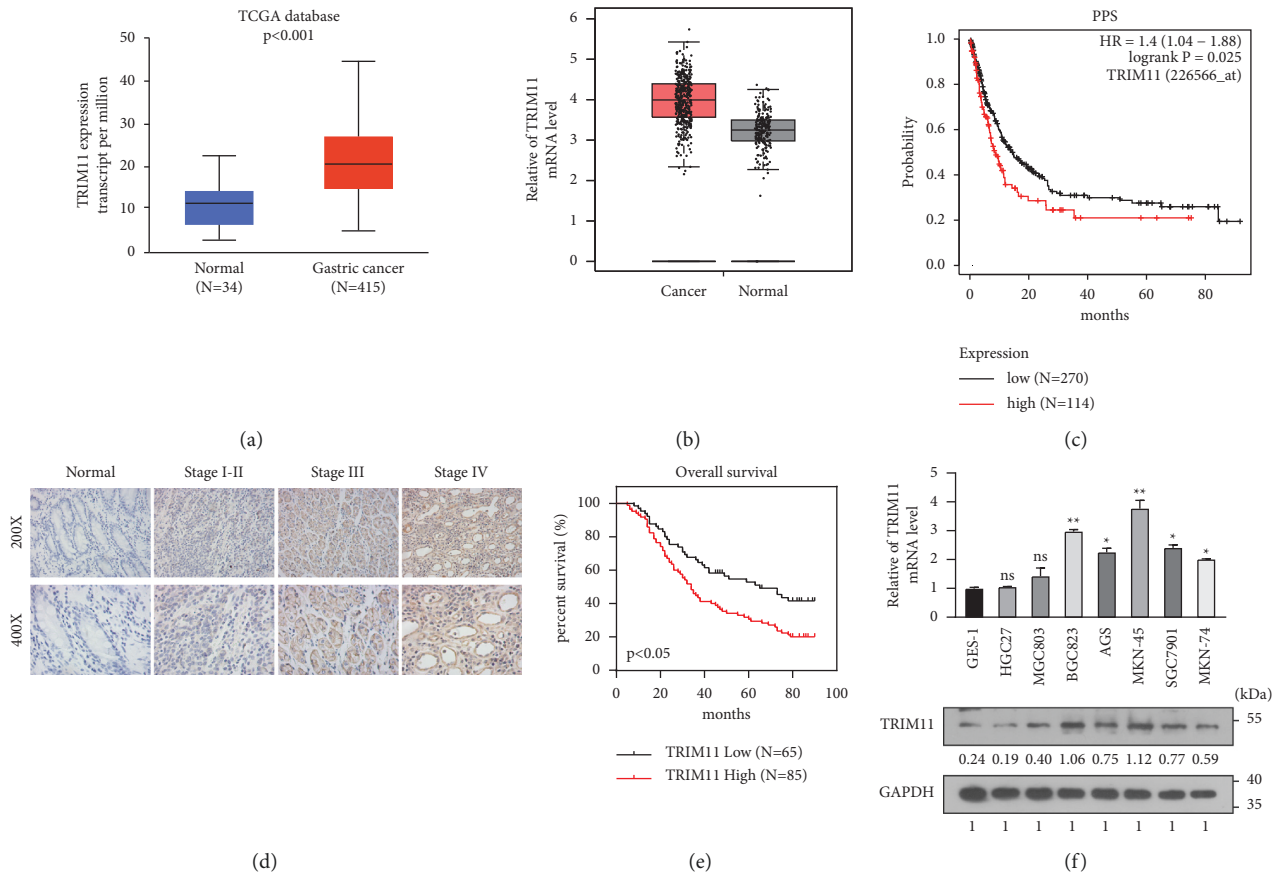 TCGA database
p<0.001
TRIM11 expression
transcript per million
50
40
30
20
10
0
Normal
(N=34)
Gastric cancer
(N=415)
(a)
Relative of TRIM11
mRNA level
6
5
4
3
2
1
0
Cancer
Normal
(b)
PPS
HR = 1.4 (1.04 − 1.88)
logrank P = 0.025
TRIM11 (226566_at)
Probability
1.0
0.8
0.6
0.4
0.2
0.0
0 20 40 60 80
months
Expression
low (N=270)
high (N=114)
(c)
Normal Stage I-II Stage III Stage IV
200X
400X
(d)
Overall survival
percent survival (%)
100
80
60
40
20
0
p<0.05
0 20 40 60 80 100
months
TRIM11 Low (N=65)
TRIM11 High (N=85)
(e)
Relative of TRIM11
mRNA level
5
4
3
2
1
0
ns ns ** * ** * *
GES-1
HGC27
MGC803
BGC823
AGS
MKN-45
SGC7901
MKN-74
(kDa)
TRIM11
55
0.24 0.19 0.40 1.06 0.75 1.12 0.77 0.59
GAPDH
40
35
1 1 1 1 1 1 1 1
(f)